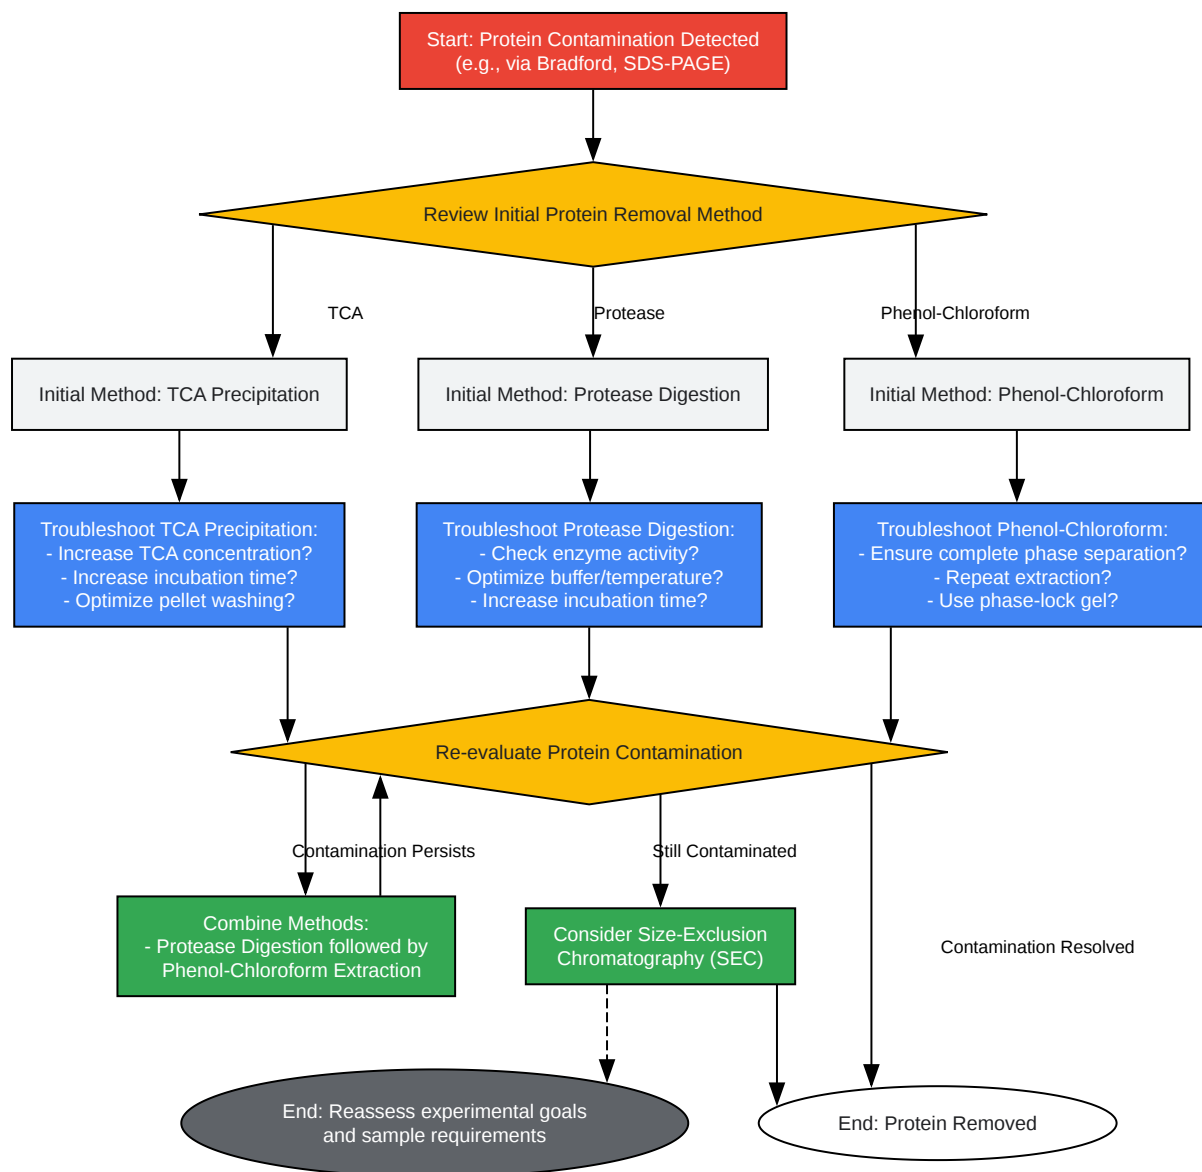 Start: Protein Contamination Detected
(e.g., via Bradford, SDS-PAGE)
Review Initial Protein Removal Method
TCA
Protease
Phenol-Chloroform
Initial Method: TCA Precipitation
Initial Method: Protease Digestion
Initial Method: Phenol-Chloroform
Troubleshoot TCA Precipitation:
- Increase TCA concentration?
- Increase incubation time?
- Optimize pellet washing?
Troubleshoot Protease Digestion:
- Check enzyme activity?
- Optimize buffer/temperature?
- Increase incubation time?
Troubleshoot Phenol-Chloroform:
- Ensure complete phase separation?
- Repeat extraction?
- Use phase-lock gel?
Re-evaluate Protein Contamination
Contamination Persists
Still Contaminated
Combine Methods:
- Protease Digestion followed by
Phenol-Chloroform Extraction
Consider Size-Exclusion
Chromatography (SEC)
Contamination Resolved
End: Reassess experimental goals
and sample requirements
End: Protein Removed